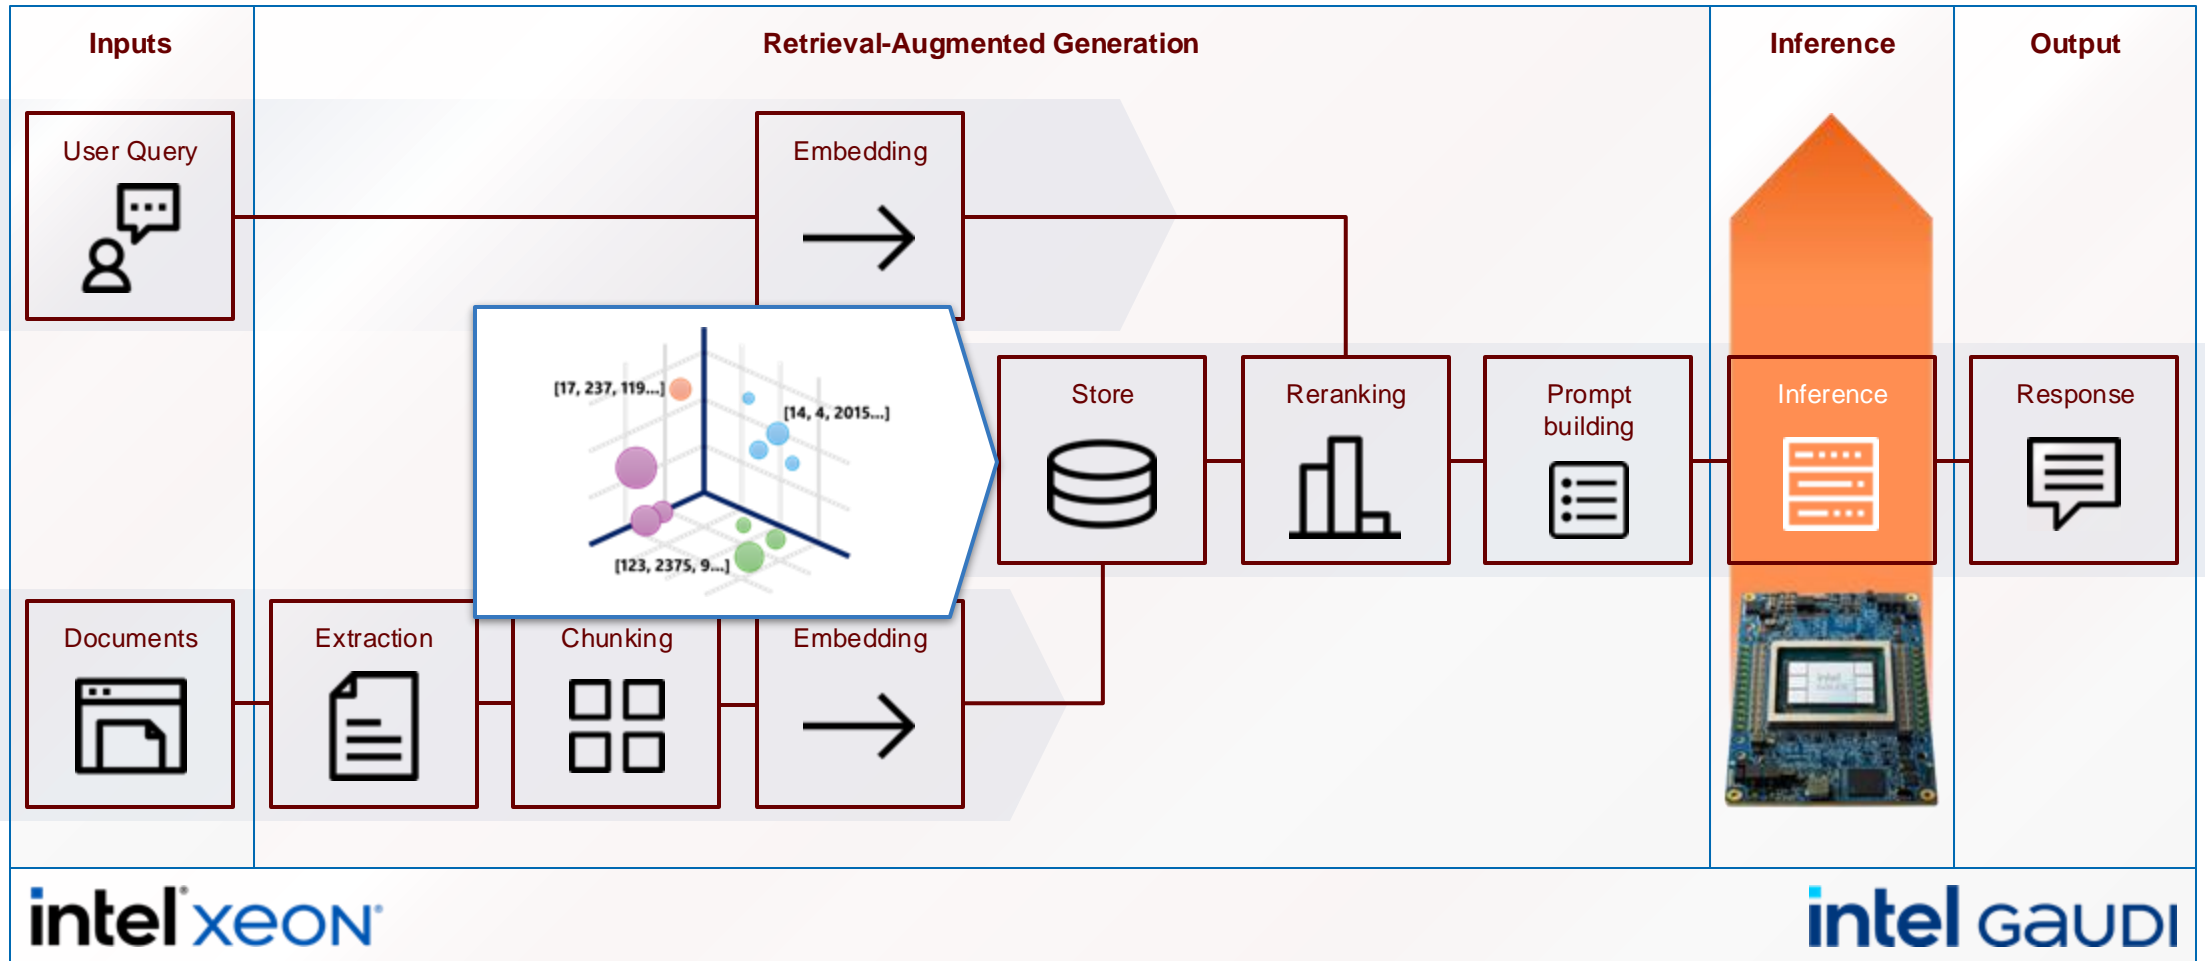 Inputs
Retrieval-Augmented Generation
Inference
Output
User Query
Embedding
[17, 237, 119...]
[14, 4, 2015...]
[123, 2375, 9...]
Store
Reranking
Prompt
building
Inference
Response
Documents
Extraction
Chunking
Embedding
intel® xeon®
intel GAUDI